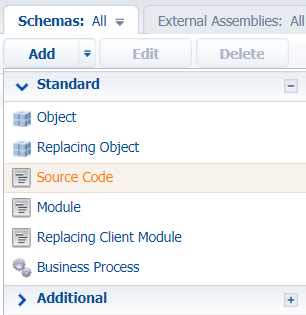 Schemas: All External Assemblies: All
Add Edit Delete
Standard
Object
Replacing Object
Source Code
Module
Replacing Client Module
Business Process
Additional